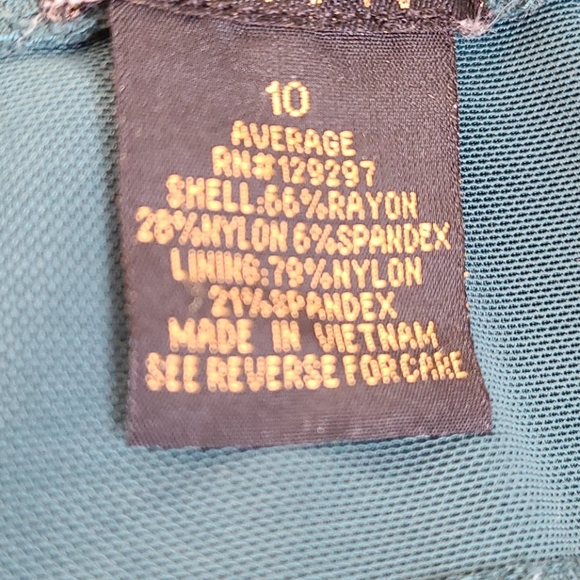 10
AVERAGE
RN#129297
SHELL:66%RAYON
28%NYLON 6%SPANDEX
LINING:79%NYLON
21%SPANDEX
MADE IN VIETNAM
SEE REVERSE FOR CARE